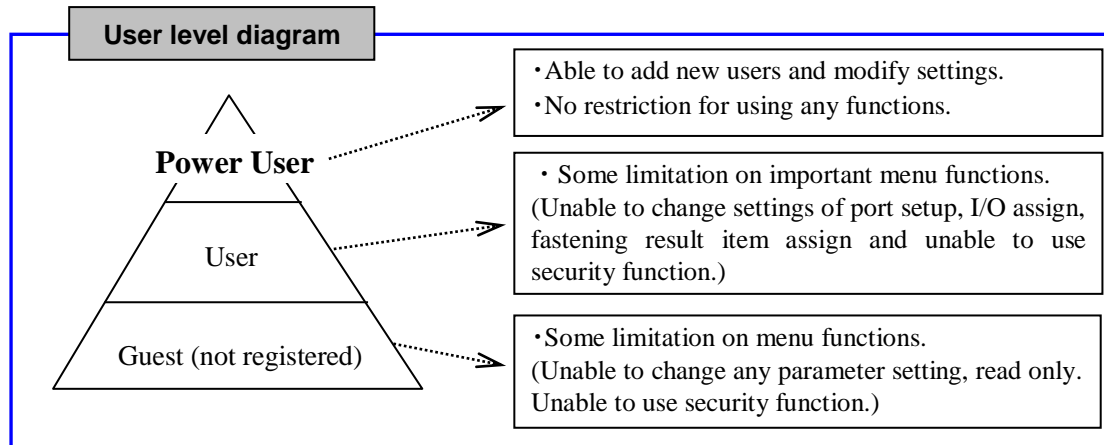 User level diagram
・Able to add new users and modify settings.
・No restriction for using any functions.
Power User
・ Some limitation on important menu functions.
(Unable to change settings of port setup, I/O assign,
fastening result item assign and unable to use
security function.)
User
・Some limitation on menu functions.
(Unable to change any parameter setting, read only.
Unable to use security function.)
Guest (not registered)